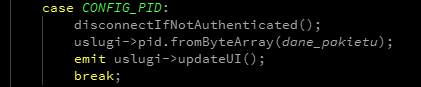 case CONFIG_PID:
disconnectIfNotAuthenticated();
uslugi->pid.fromByteArray(dane_pakietu);
emit uslugi->updateUI();
break;